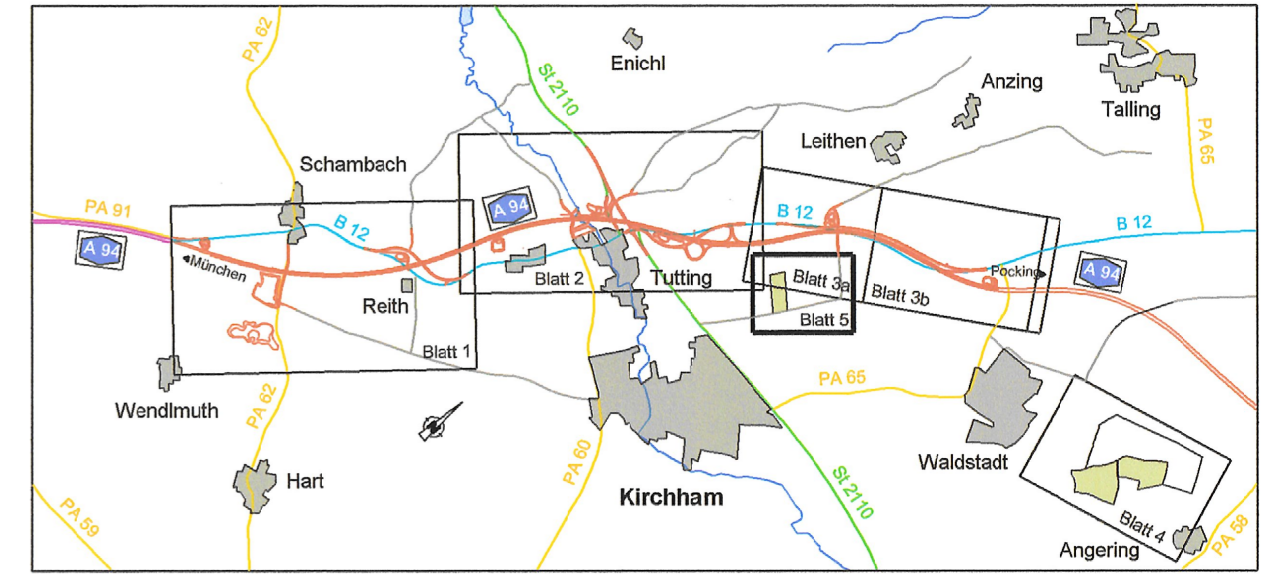 PA 62
St 2110
Enichl
Anzing
Talling
Leithen
PA 65
Schambach
PA 91
A 94
B 12
A 94
B 12
B 12
München
Blatt 2
Tutting
Blatt 3a
Blatt 3b
Pocking
A 94
Reith
Blatt 5
Blatt 1
Wendlmuth
PA 62
PA 65
PA 60
Waldstadt
Hart
Kirchham
St 2110
PA 59
Blatt 4
Angering
PA 58